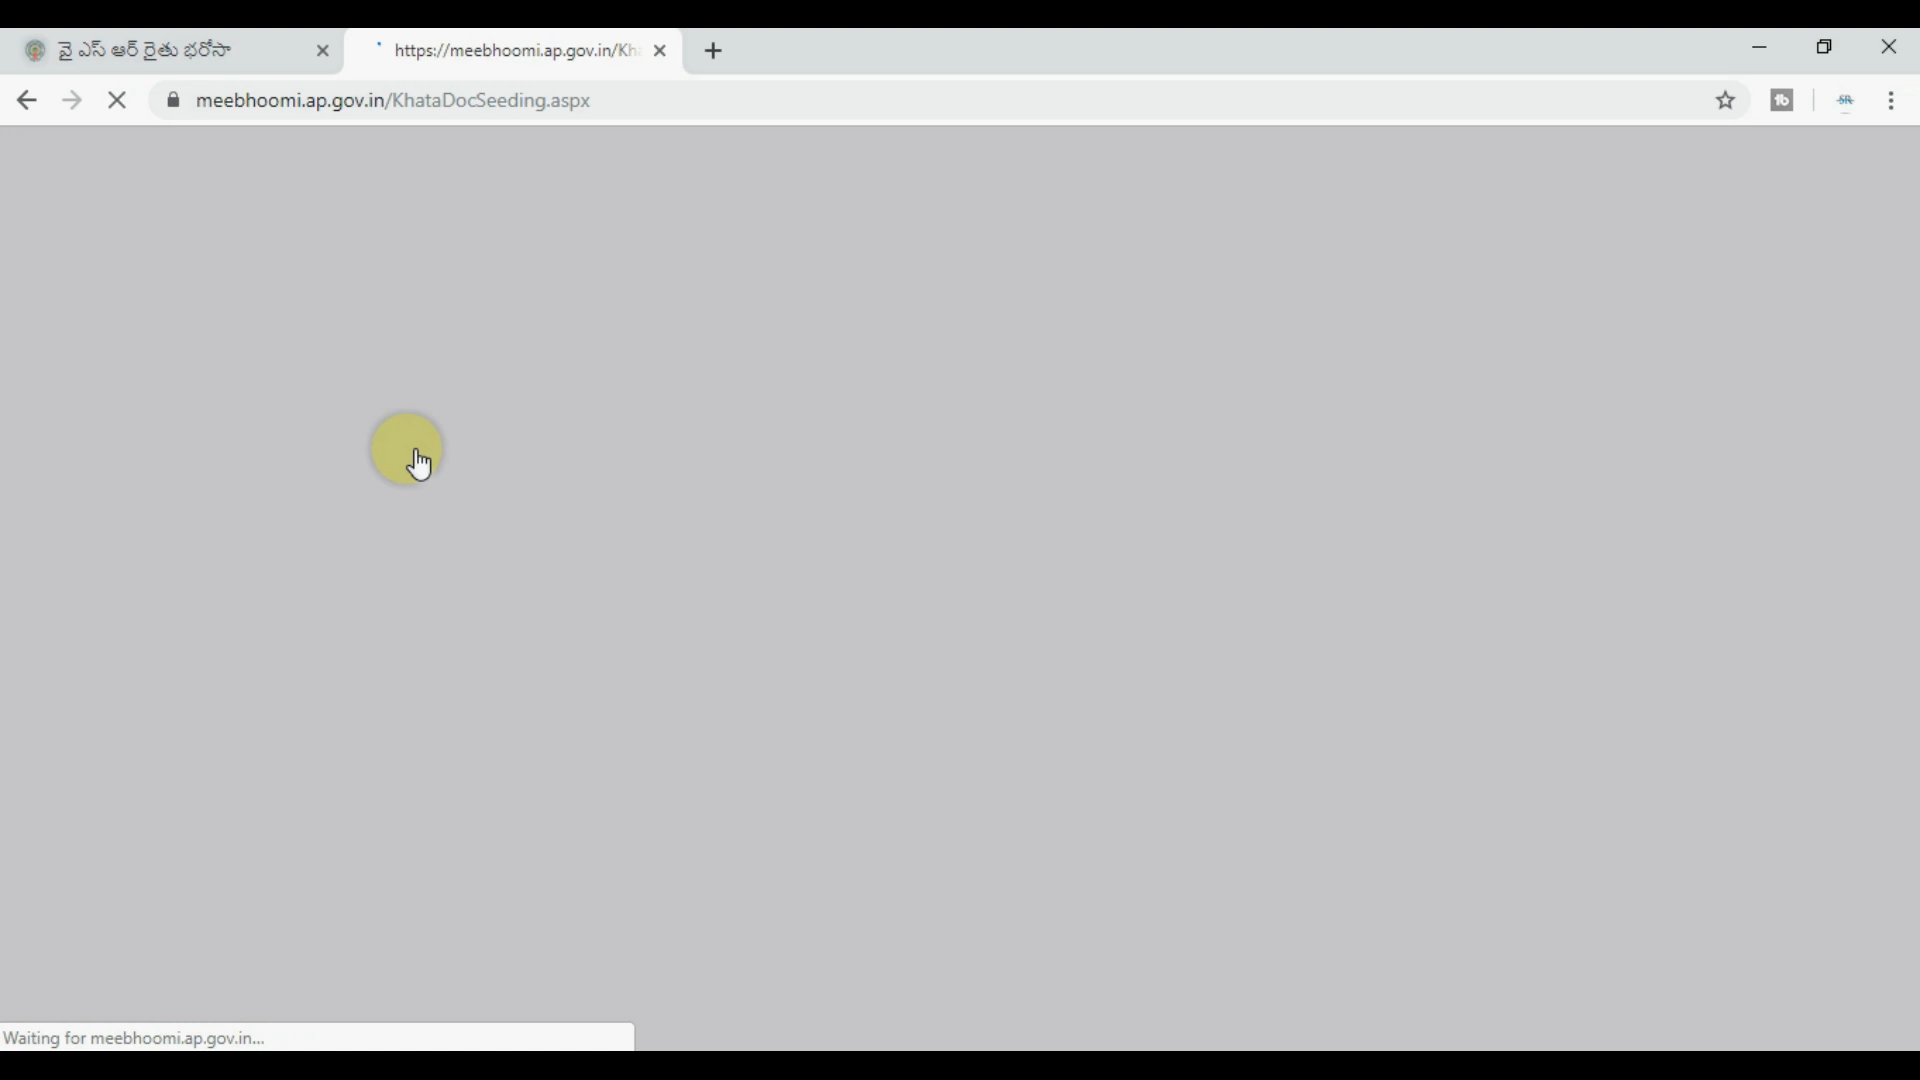 వై ఎస్ ఆర్ రైతు భరోసా
https://meebhoomi.ap.gov.in/Kh
meebhoomi.ap.gov.in/KhataDocSeeding.aspx
SR
Waiting for meebhoomi.ap.gov.in...